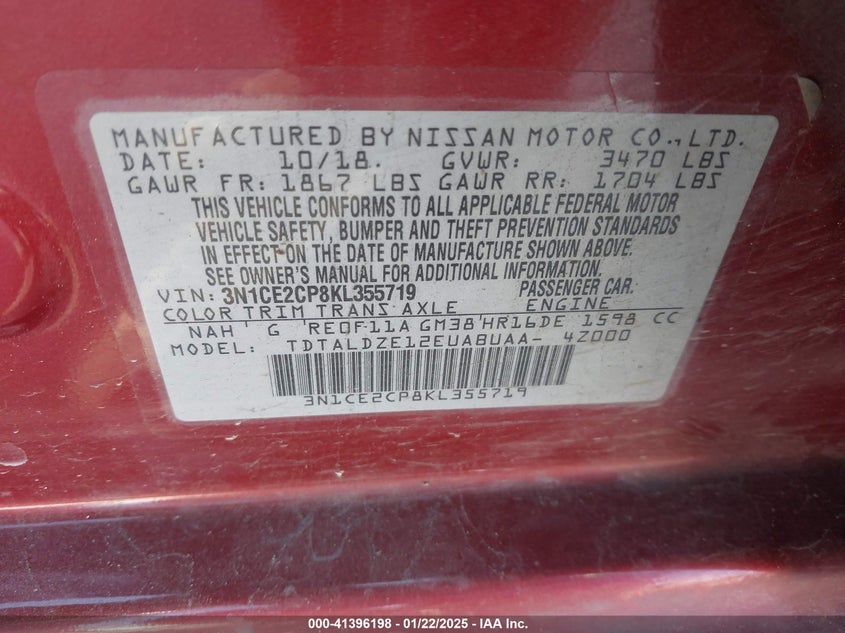 MANUFACTURED BY NISSAN MOTOR CO., LTD.
DATE: 10/18. GVWR: 3470 LBS
GAWR FR: 1867 LBS GAWR RR: 1704 LBS
THIS VEHICLE CONFORMS TO ALL APPLICABLE FEDERAL MOTOR
VEHICLE SAFETY, BUMPER AND THEFT PREVENTION STANDARDS
IN EFFECT ON THE DATE OF MANUFACTURE SHOWN ABOVE.
SEE OWNER'S MANUAL FOR ADDITIONAL INFORMATION.
VIN: 3N1CE2CP8KL355719 PASSENGER CAR
COLOR TRIM TRANS AXLE ENGINE
NAH G RE0F11A GM38 HR16DE 1598 CC
MODEL: TDTALDZE12EUA8UAA- 4Z000
3N1CE2CP8KL355719
000-41396198 - 01/22/2025 - IAA Inc.